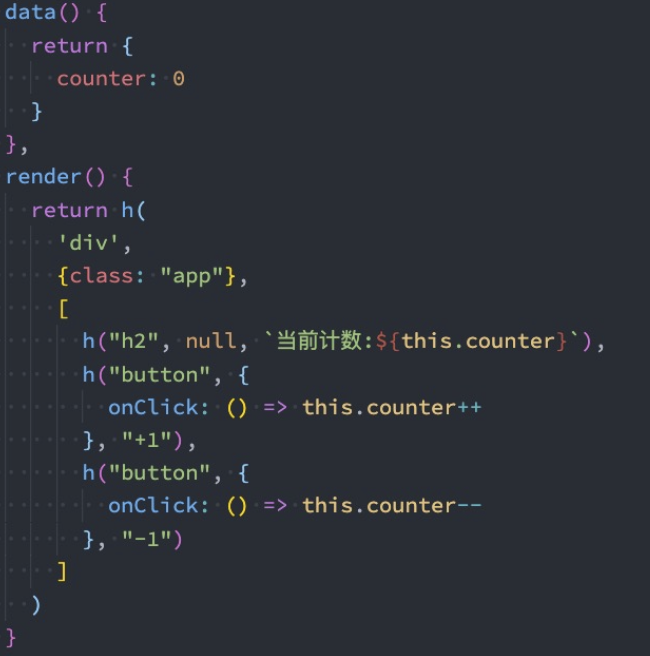 data() {
  return {
    counter: 0
  }
},
render() {
  return h(
    'div',
    {class: "app"},
    [
      h("h2", null, `当前计数:${this.counter}`),
      h("button", {
        onClick: () => this.counter++
      }, "+1"),
      h("button", {
        onClick: () => this.counter--
      }, "-1")
    ]
  )
}